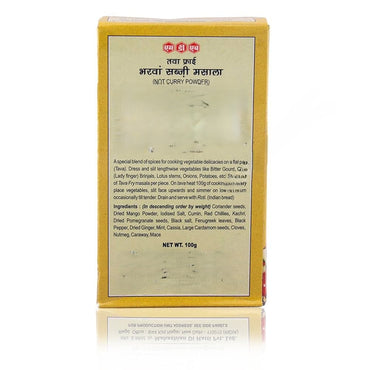 एम डी एच
तवा फ्राई
भरवां सब्ज़ी मसाला
(NOT CURRY POWDER)
A special blend of spices for cooking vegetable delicacies on a flat pan
(Tava). Dress and slit lengthwise vegetables like Bitter Gourd,
(Lady finger) Brinjals, Lotus stems, Onions, Potatoes, etc.
of Tava Fry masala per piece. On tava heat 100g of cooking
place vegetables, slit face upwards and simmer on low
occasionally till tender. Drain and serve with Roti. (Indian bread)
Ingredients : (In descending order by weight) Coriander seeds,
Dried Mango Powder, Iodised Salt, Cumin, Red Chillies, Kachri,
Dried Pomegranate seeds, Black salt, Fenugreek leaves, Black
Pepper, Dried Ginger, Mint, Cassia, Large Cardamom seeds, Cloves,
Nutmeg, Caraway, Mace
NET WT. 100g